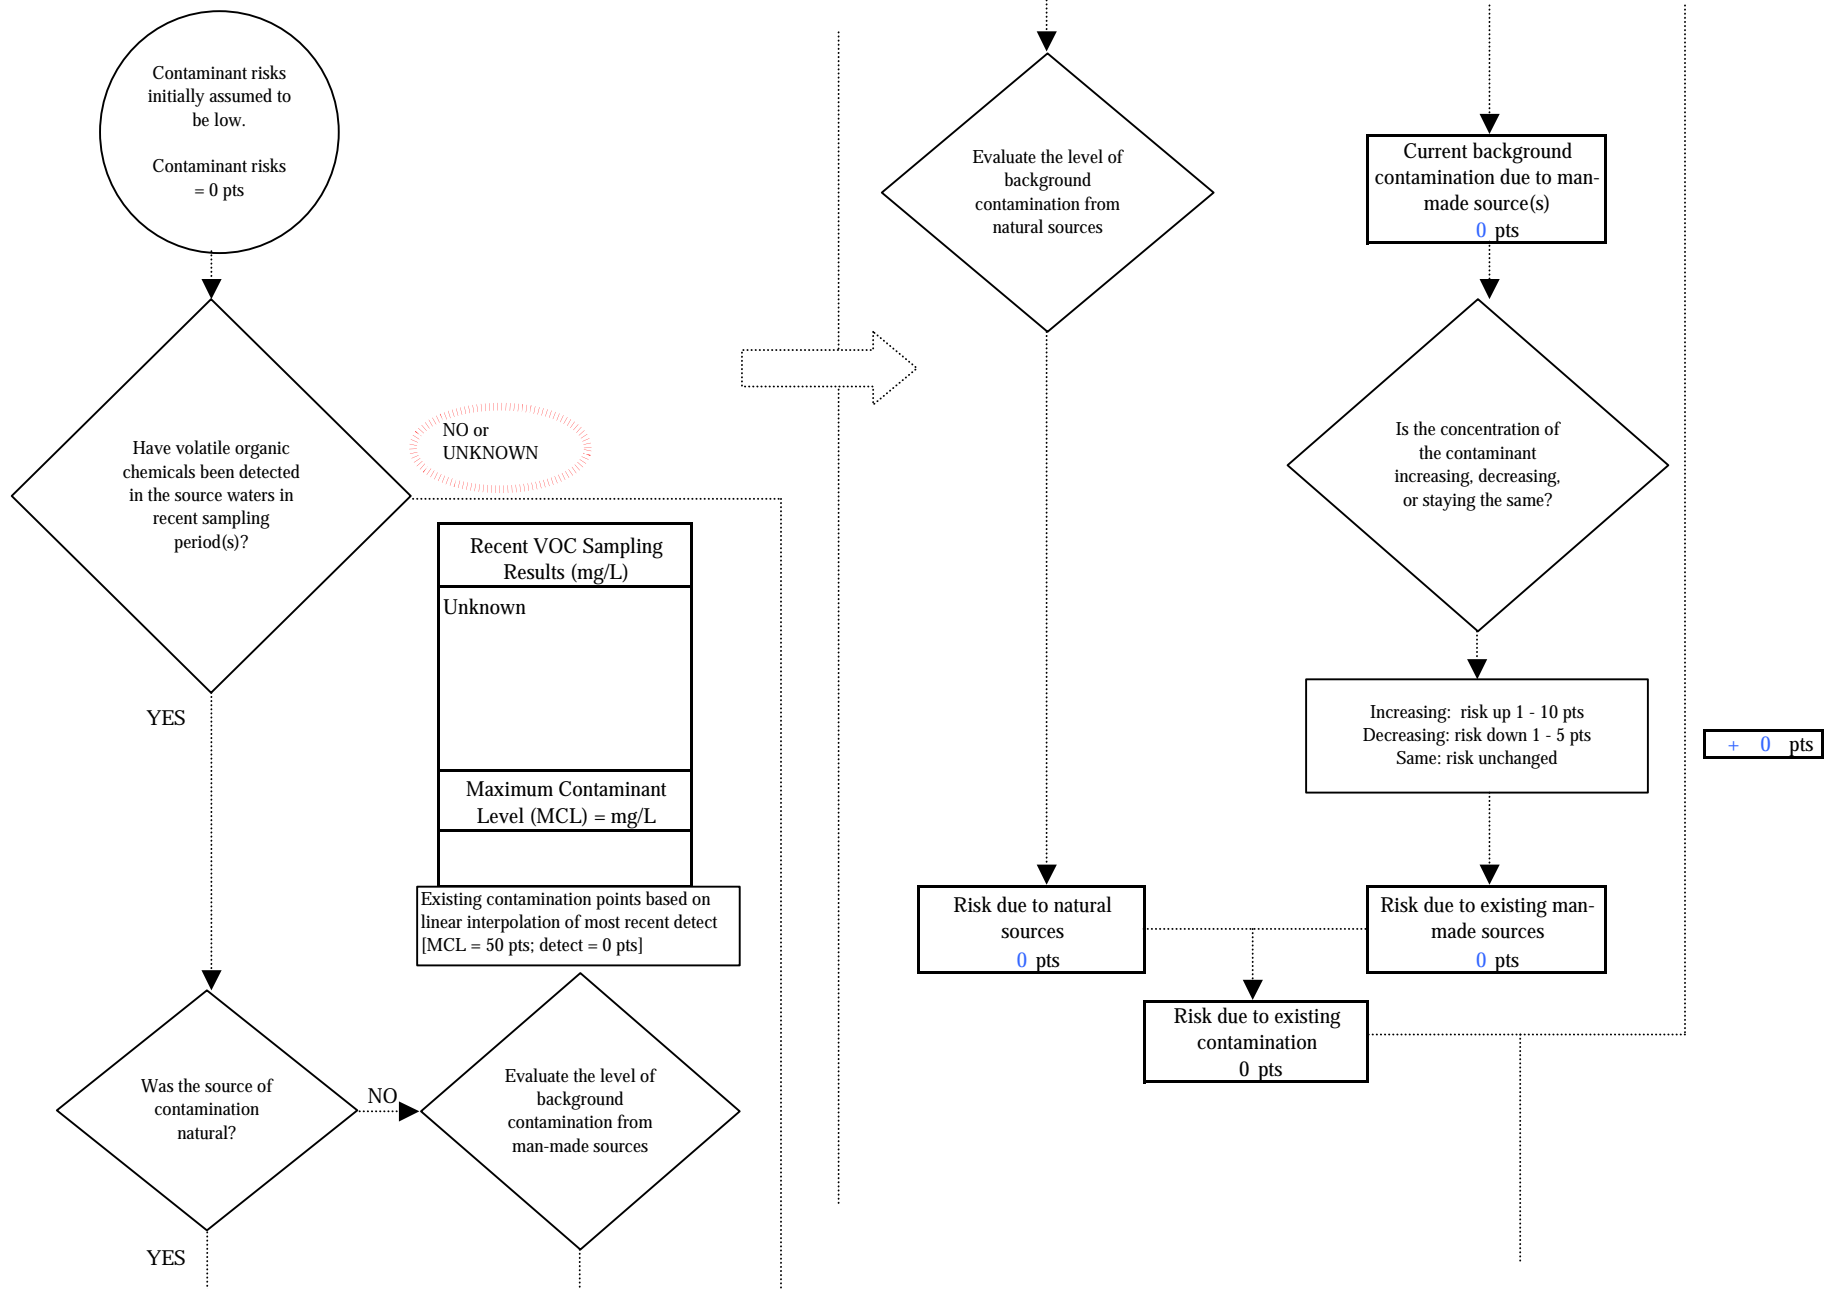 Contaminant risks
initially assumed to
be low.
Contaminant risks
= 0 pts
Have volatile organic
chemicals been detected
in the source waters in
recent sampling
period(s)?
NO or
UNKNOWN
YES
Recent VOC Sampling
Results (mg/L)
Unknown
Maximum Contaminant
Level (MCL) = mg/L
Existing contamination points based on
linear interpolation of most recent detect
[MCL = 50 pts; detect = 0 pts]
Was the source of
contamination
natural?
NO
YES
Evaluate the level of
background
contamination from
man-made sources
Evaluate the level of
background
contamination from
natural sources
Current background
contamination due to man-
made source(s)
0 pts
Is the concentration of
the contaminant
increasing, decreasing,
or staying the same?
Increasing: risk up 1 - 10 pts
Decreasing: risk down 1 - 5 pts
Same: risk unchanged
+ 0 pts
Risk due to natural
sources
0 pts
Risk due to existing man-
made sources
0 pts
Risk due to existing
contamination
0 pts